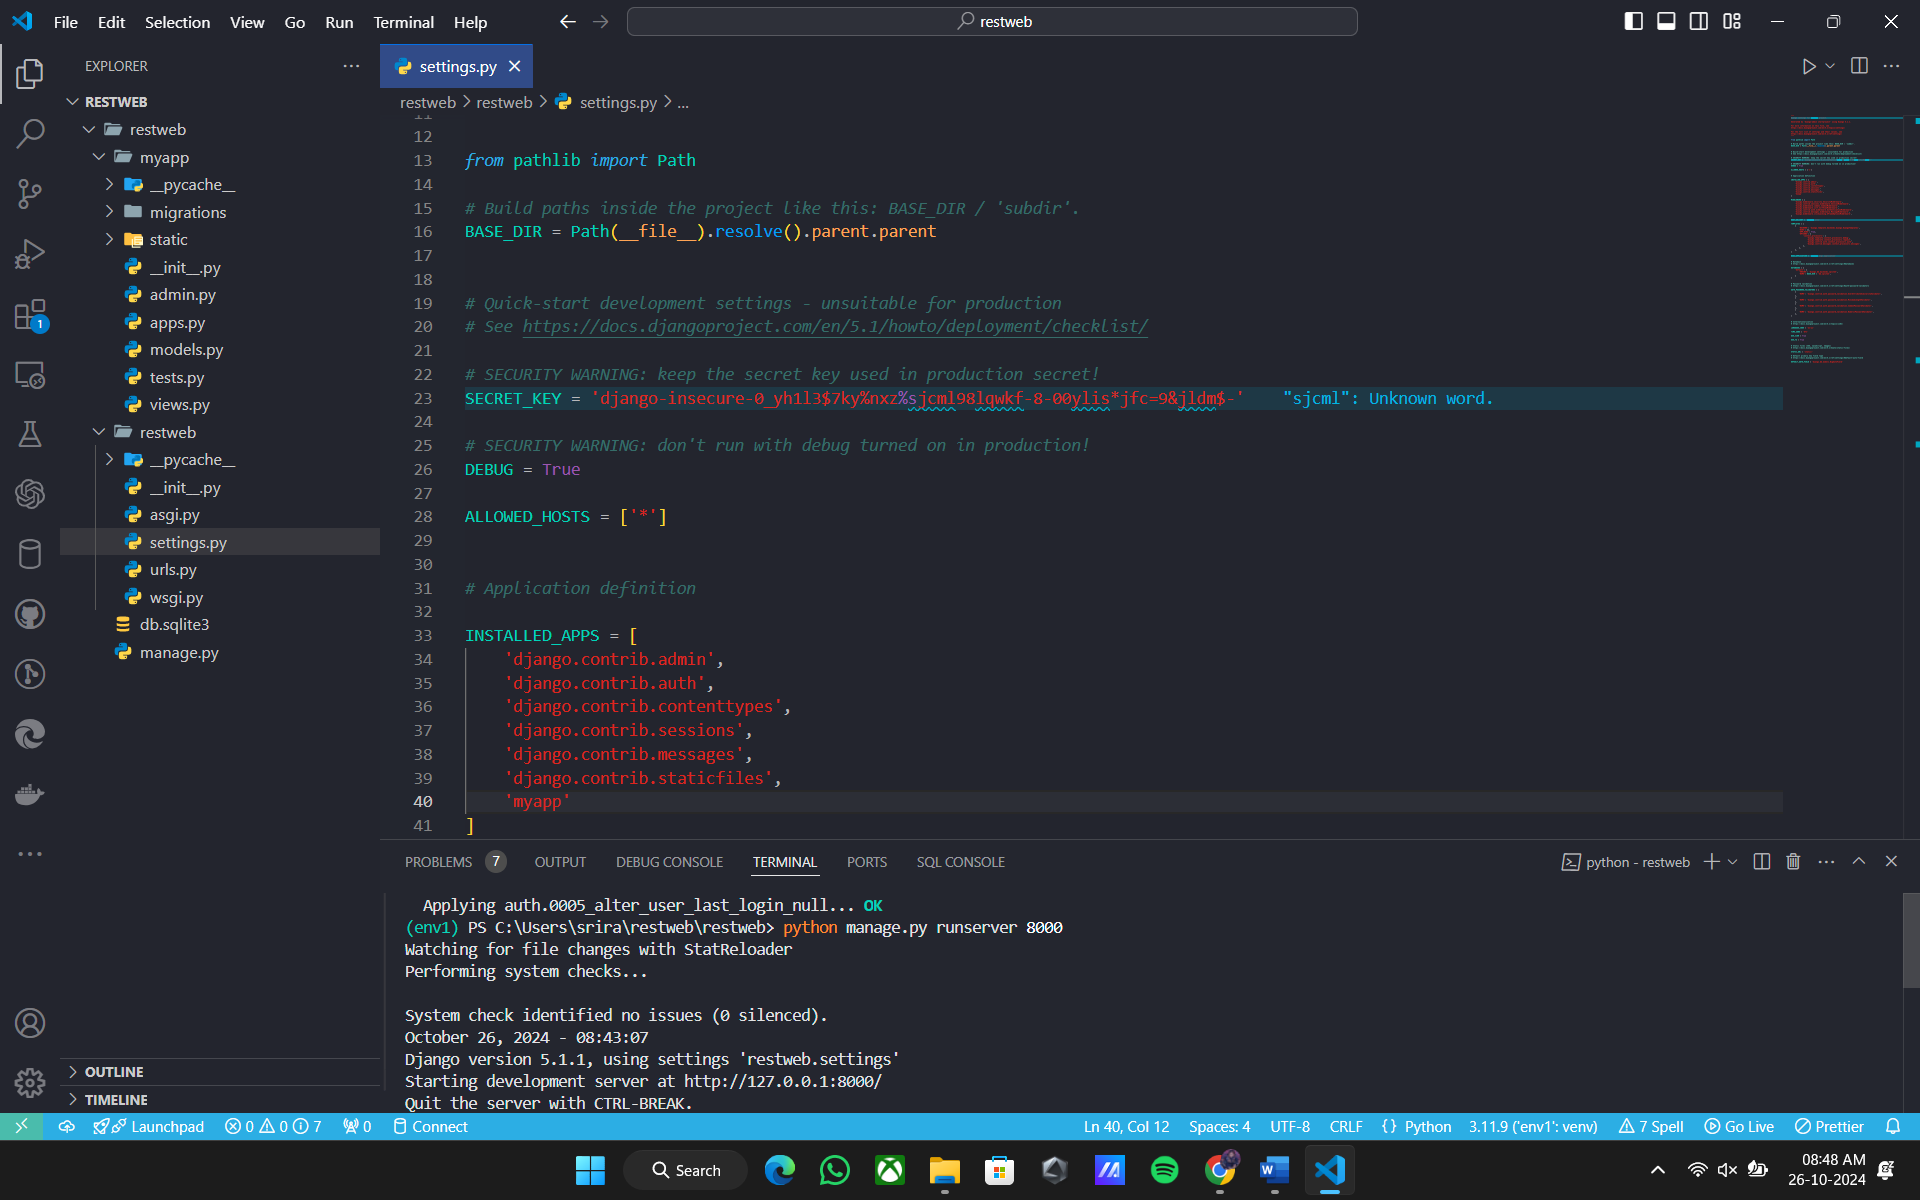 File Edit Selection View Go Run Terminal Help
restweb
EXPLORER
RESTWEB
restweb
myapp
__pycache__
migrations
static
__init__.py
admin.py
apps.py
models.py
tests.py
views.py
restweb
__pycache__
__init__.py
asgi.py
settings.py
urls.py
wsgi.py
db.sqlite3
manage.py
OUTLINE
TIMELINE
1
settings.py
restweb > restweb > settings.py > ...
11
12
13 from pathlib import Path
14
15 # Build paths inside the project like this: BASE_DIR / 'subdir'.
16 BASE_DIR = Path(__file__).resolve().parent.parent
17
18
19 # Quick-start development settings - unsuitable for production
20 # See https://docs.djangoproject.com/en/5.1/howto/deployment/checklist/
21
22 # SECURITY WARNING: keep the secret key used in production secret!
23 SECRET_KEY = 'django-insecure-0_yh1l3$7ky%nxz%sjcml98lqwkf-8-00ylis*jfc=9&jldm$-' "sjcml": Unknown word.
24
25 # SECURITY WARNING: don't run with debug turned on in production!
26 DEBUG = True
27
28 ALLOWED_HOSTS = ['*']
29
30
31 # Application definition
32
33 INSTALLED_APPS = [
34 'django.contrib.admin',
35 'django.contrib.auth',
36 'django.contrib.contenttypes',
37 'django.contrib.sessions',
38 'django.contrib.messages',
39 'django.contrib.staticfiles',
40 'myapp'
41 ]
PROBLEMS 7 OUTPUT DEBUG CONSOLE TERMINAL PORTS SQL CONSOLE python - restweb
Applying auth.0005_alter_user_last_login_null... OK
(env1) PS C:\Users\srira\restweb\restweb> python manage.py runserver 8000
Watching for file changes with StatReloader
Performing system checks...
System check identified no issues (0 silenced).
October 26, 2024 - 08:43:07
Django version 5.1.1, using settings 'restweb.settings'
Starting development server at http://127.0.0.1:8000/
Quit the server with CTRL-BREAK.
Launchpad 0 0 7 0 Connect Ln 40, Col 12 Spaces: 4 UTF-8 CRLF {} Python 3.11.9 ('env1': venv) 7 Spell Go Live Prettier
Search 08:48 AM
26-10-2024